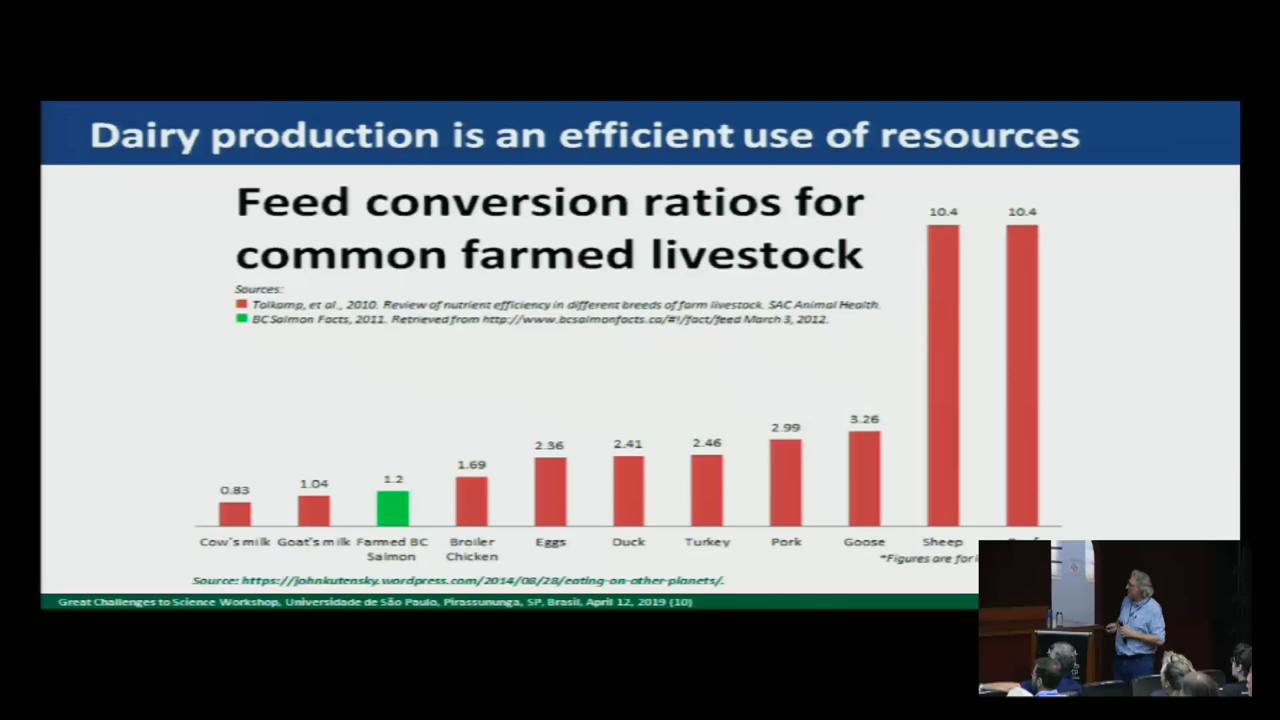 Dairy production is an efficient use of resources
Feed conversion ratios for
common farmed livestock
Sources:
Tolkamp, et al., 2010. Review of nutrient efficiency in different breeds of farm livestock. SAC Animal Health.
BC Salmon Facts, 2011. Retrieved from http://www.bcsalmonfacts.ca/#!/fact/feed March 3, 2012.
0.83
1.04
1.2
1.69
2.36
2.41
2.46
2.99
3.26
10.4
10.4
Cow's milk
Goat's milk
Farmed BC
Salmon
Broiler
Chicken
Eggs
Duck
Turkey
Pork
Goose
Sheep
*Figures are for
Source: https://johnkutensky.wordpress.com/2014/08/28/eating-on-other-planets/.
Great Challenges to Science Workshop, Universidade de São Paulo, Pirassununga, SP, Brasil, April 12, 2019 (10)